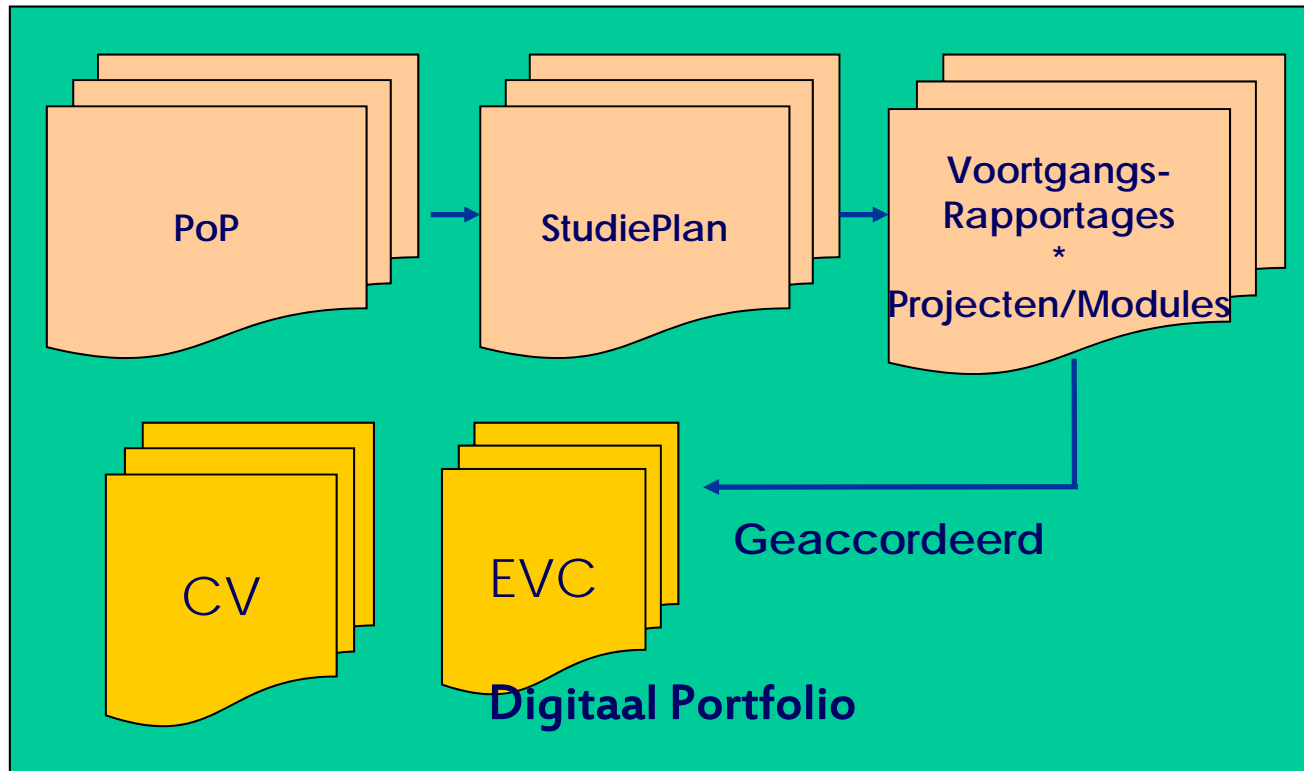 PoP
StudiePlan
Voortgangs-
Rapportages
*
Projecten/Modules
Geaccordeerd
CV
EVC
Digitaal Portfolio